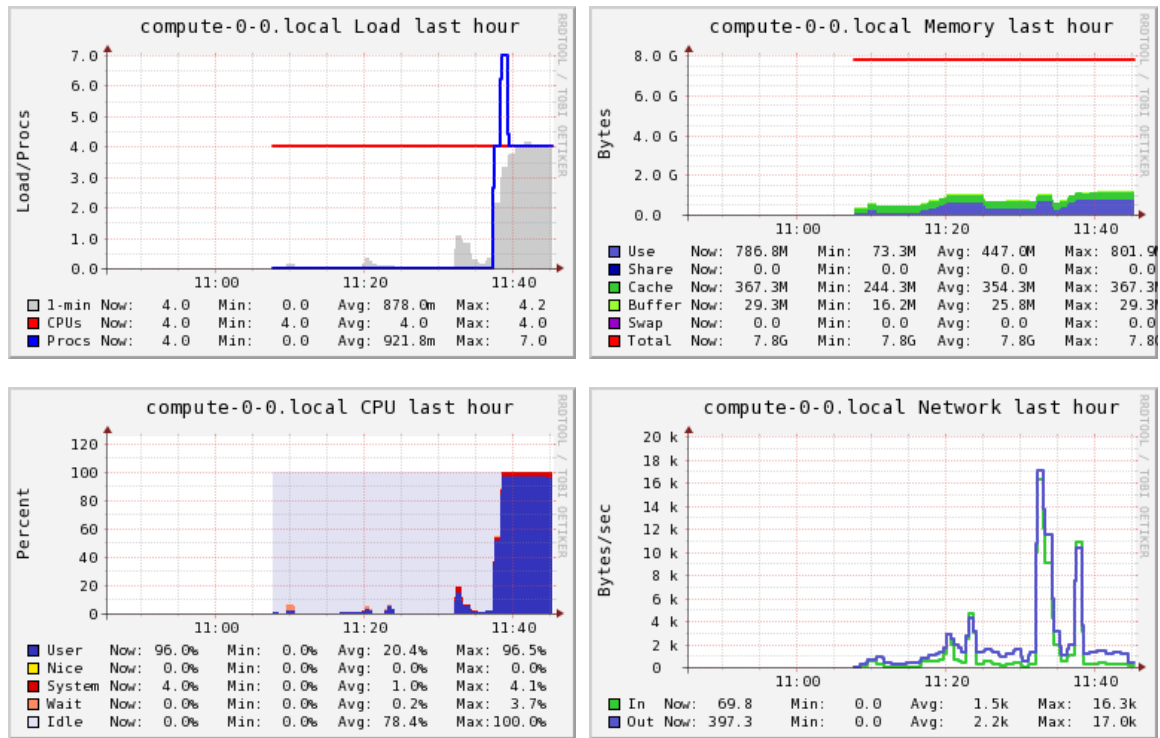 compute-0-0.local Load last hour
RRDTOOL / TOBI OETIKER
Load/Procs
7.0
6.0
5.0
4.0
3.0
2.0
1.0
0.0
11:00 11:20 11:40
1-min Now: 4.0 Min: 0.0 Avg: 878.0m Max: 4.2
CPUs Now: 4.0 Min: 4.0 Avg: 4.0 Max: 4.0
Procs Now: 4.0 Min: 0.0 Avg: 921.8m Max: 7.0
compute-0-0.local Memory last hour
RRDTOOL / TOBI OETIKER
Bytes
8.0 G
6.0 G
4.0 G
2.0 G
0.0
11:00 11:20 11:40
Use Now: 786.8M Min: 73.3M Avg: 447.0M Max: 801.9M
Share Now: 0.0 Min: 0.0 Avg: 0.0 Max: 0.0
Cache Now: 367.3M Min: 244.3M Avg: 354.3M Max: 367.3M
Buffer Now: 29.3M Min: 16.2M Avg: 25.8M Max: 29.3M
Swap Now: 0.0 Min: 0.0 Avg: 0.0 Max: 0.0
Total Now: 7.8G Min: 7.8G Avg: 7.8G Max: 7.8G
compute-0-0.local CPU last hour
RRDTOOL / TOBI OETIKER
Percent
120
100
80
60
40
20
0
11:00 11:20 11:40
User Now: 96.0% Min: 0.0% Avg: 20.4% Max: 96.5%
Nice Now: 0.0% Min: 0.0% Avg: 0.0% Max: 0.0%
System Now: 4.0% Min: 0.0% Avg: 1.0% Max: 4.1%
Wait Now: 0.0% Min: 0.0% Avg: 0.2% Max: 3.7%
Idle Now: 0.0% Min: 0.0% Avg: 78.4% Max:100.0%
compute-0-0.local Network last hour
RRDTOOL / TOBI OETIKER
Bytes/sec
20 k
18 k
16 k
14 k
12 k
10 k
8 k
6 k
4 k
2 k
0
11:00 11:20 11:40
In Now: 69.8 Min: 0.0 Avg: 1.5k Max: 16.3k
Out Now: 397.3 Min: 0.0 Avg: 2.2k Max: 17.0k